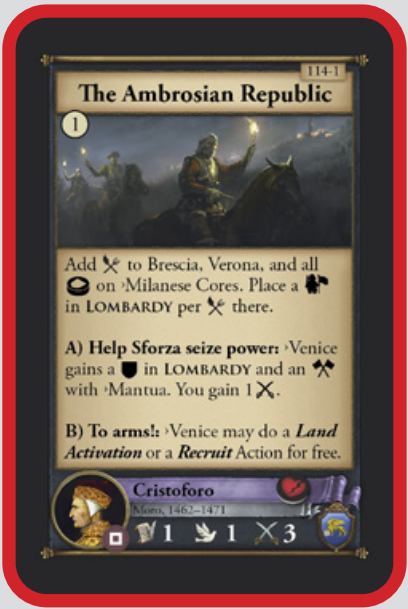 114-1
The Ambrosian Republic
1
Add to Brescia, Verona, and all
on ›Milanese Cores. Place a
in LOMBARDY per there.
A) Help Sforza seize power: ›Venice
gains a in LOMBARDY and an
with ›Mantua. You gain 1 .
B) To arms!: ›Venice may do a Land
Activation or a Recruit Action for free.
Cristoforo
Moro, 1462–1471
1 1 3